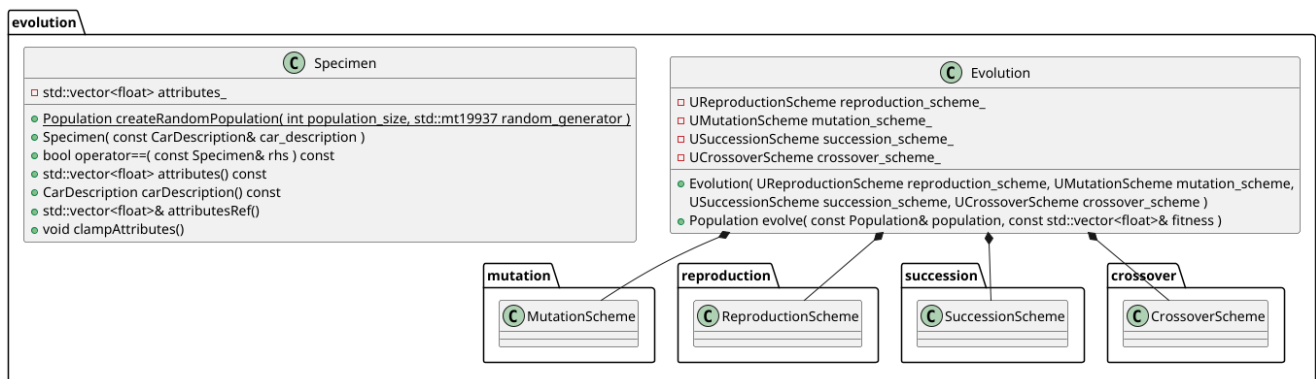 evolution
C Specimen
std::vector<float> attributes_
Population createRandomPopulation( int population_size, std::mt19937 random_generator )
Specimen( const CarDescription& car_description )
bool operator==( const Specimen& rhs ) const
std::vector<float> attributes() const
CarDescription carDescription() const
std::vector<float>& attributesRef()
void clampAttributes()
C Evolution
UReproductionScheme reproduction_scheme_
UMutationScheme mutation_scheme_
USuccessionScheme succession_scheme_
UCrossoverScheme crossover_scheme_
Evolution( UReproductionScheme reproduction_scheme, UMutationScheme mutation_scheme,
USuccessionScheme succession_scheme, UCrossoverScheme crossover_scheme )
Population evolve( const Population& population, const std::vector<float>& fitness )
mutation
C MutationScheme
reproduction
C ReproductionScheme
succession
C SuccessionScheme
crossover
C CrossoverScheme